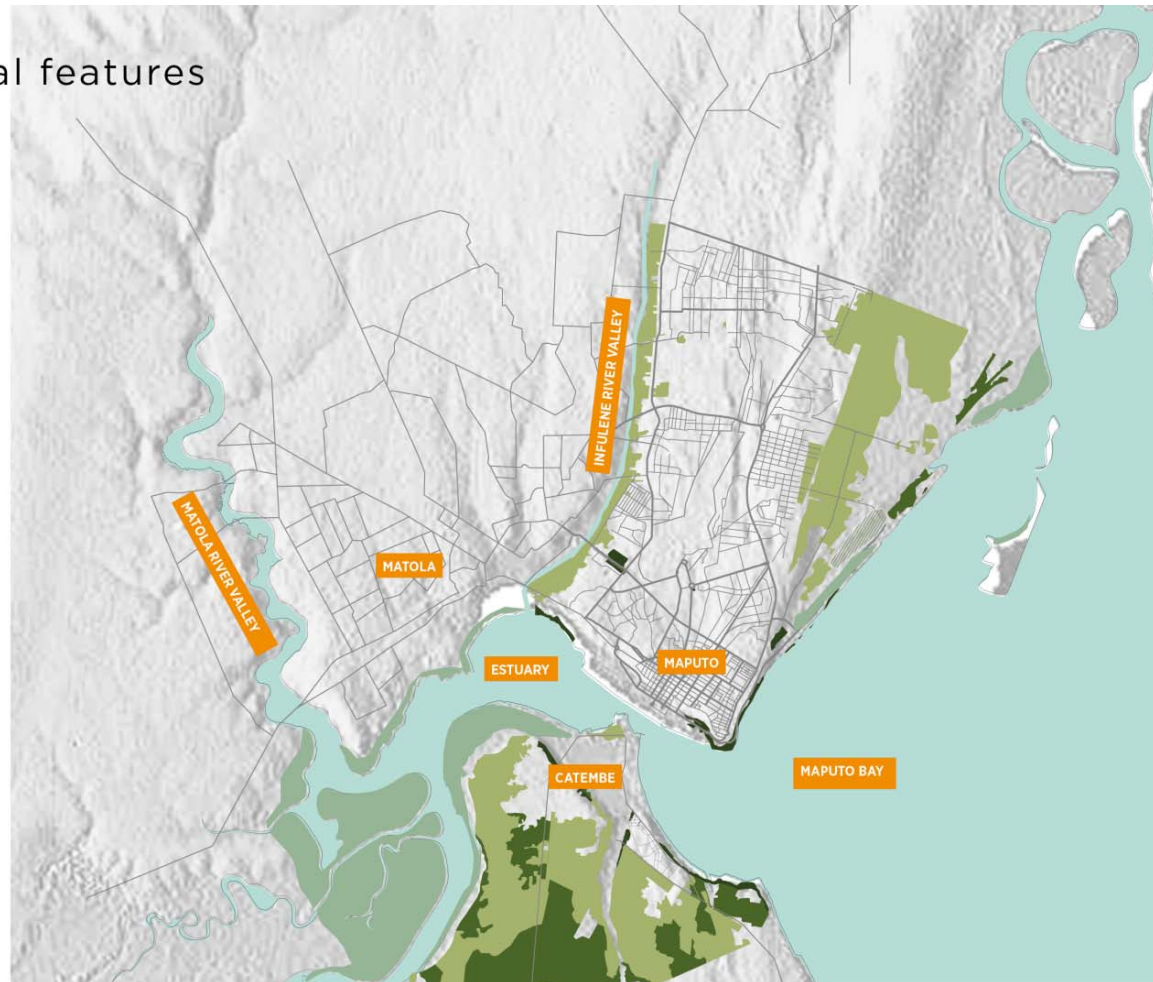 al features
INFULENE RIVER VALLEY
MATOLA RIVER VALLEY
MATOLA
ESTUARY
MAPUTO
CATEMBE
MAPUTO BAY